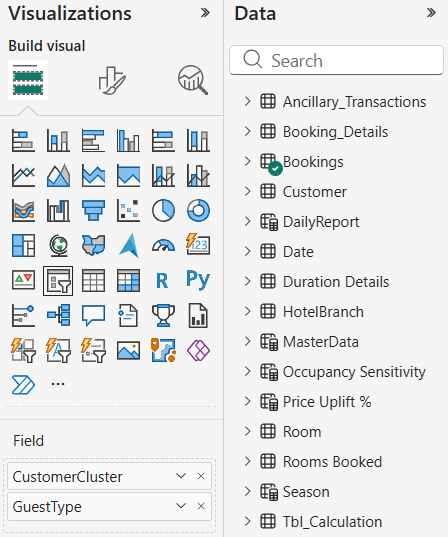 Visualizations
Build visual
123
R
Py
A
...
Field
CustomerCluster
GuestType
Data
Search
Ancillary_Transactions
Booking_Details
Bookings
Customer
DailyReport
Date
Duration Details
HotelBranch
MasterData
Occupancy Sensitivity
Price Uplift %
Room
Rooms Booked
Season
Tbl_Calculation